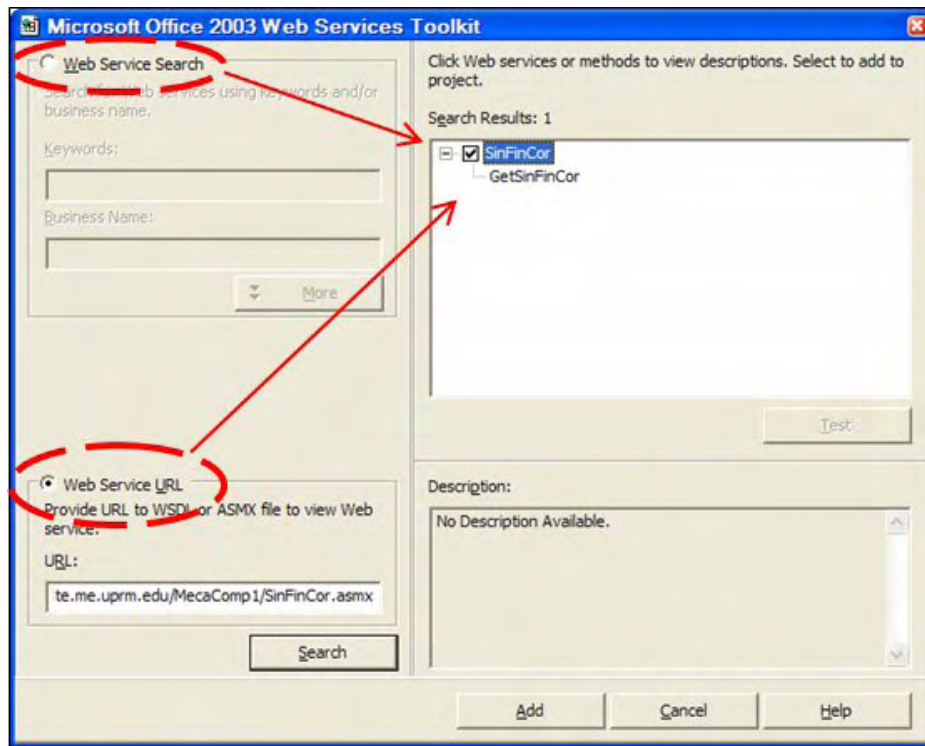 Microsoft Office 2003 Web Services Toolkit
Web Service Search
Search for Web services using keywords and/or
business name.
Keywords:
Business Name:
More
Web Service URL
Provide URL to WSDL or ASMX file to view Web
service.
URL:
te.me.uprm.edu/MecaComp1/SinFinCor.asmx
Search
Click Web services or methods to view descriptions. Select to add to
project.
Search Results: 1
SinFinCor
GetSinFinCor
Test
Description:
No Description Available.
Add
Cancel
Help